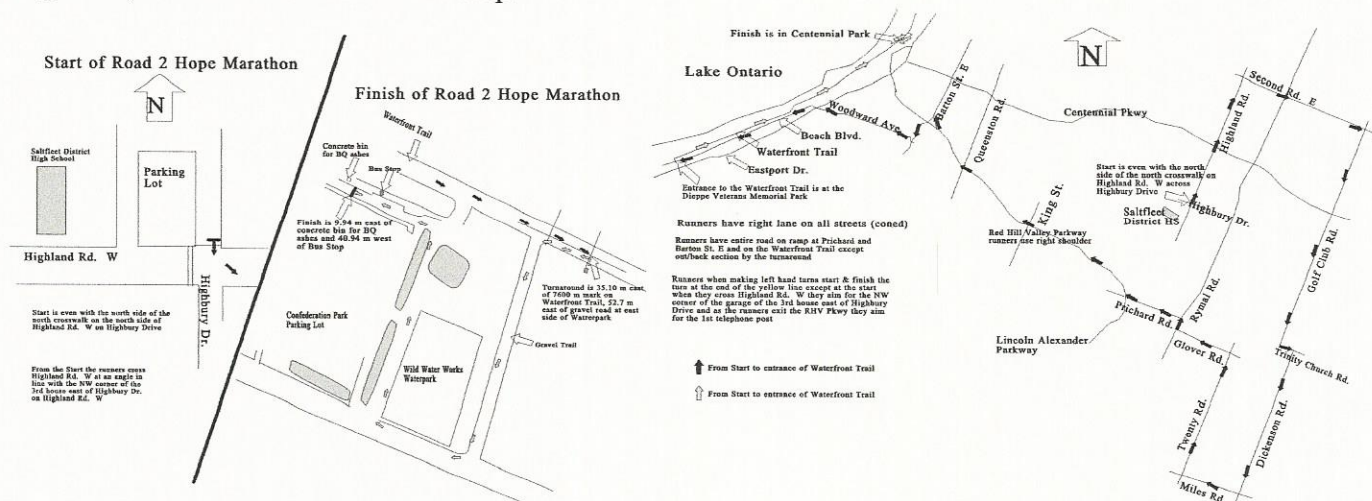 Start of Road 2 Hope Marathon
N
Saltfleet District
High School
Parking
Lot
Highland Rd. W
Highbury Dr.
Start is even with the north side of the
north crosswalk on the north side of
Highland Rd. W on Highbury Drive
From the Start the runners cross
Highland Rd. W at an angle in
line with the NW corner of the
3rd house east of Highbury Dr.
on Highland Rd. W
Finish of Road 2 Hope Marathon
Waterfront Trail
Concrete bin
for BQ ashes
Bus Stop
Finish is 9.94 m east of
concrete bin for BQ
ashes and 40.94 m west
of Bus Stop
Turnaround is 35.10 m east,
of 7600 m mark on
Waterfront Trail, 52.7 m
east of gravel road at east
side of Waterpark
Confederation Park
Parking Lot
Gravel Trail
Wild Water Works
Waterpark
Finish is in Centennial Park
Lake Ontario
N
Woodward Ave.
Barton St. E
Queenston Rd.
Centennial Pkwy
Highland Rd.
Second Rd. E
Beach Blvd.
Waterfront Trail
Eastport Dr.
Entrance to the Waterfront Trail is at the
Dieppe Veterans Memorial Park
Start is even with the north
side of the north crosswalk on
Highland Rd. W across
Highbury Drive
Highbury Dr.
Saltfleet
District HS
King St.
Red Hill Valley Parkway
runners use right shoulder
Golf Club Rd.
Runners have right lane on all streets (coned)
Runners have entire road on ramp at Prichard and
Barton St. E and on the Waterfront Trail except
out/back section by the turnaround
Runners when making left hand turns start & finish the
turn at the end of the yellow line except at the start
when they cross Highland Rd. W they aim for the NW
corner of the garage of the 3rd house east of Highbury
Drive and as the runners exit the RHV Pkwy they aim
for the 1st telephone post
Prichard Rd.
Rymal Rd.
Lincoln Alexander
Parkway
Glover Rd.
Trinity Church Rd.
From Start to entrance of Waterfront Trail
From Start to entrance of Waterfront Trail
Twenty Rd.
Dickenson Rd.
Miles Rd.